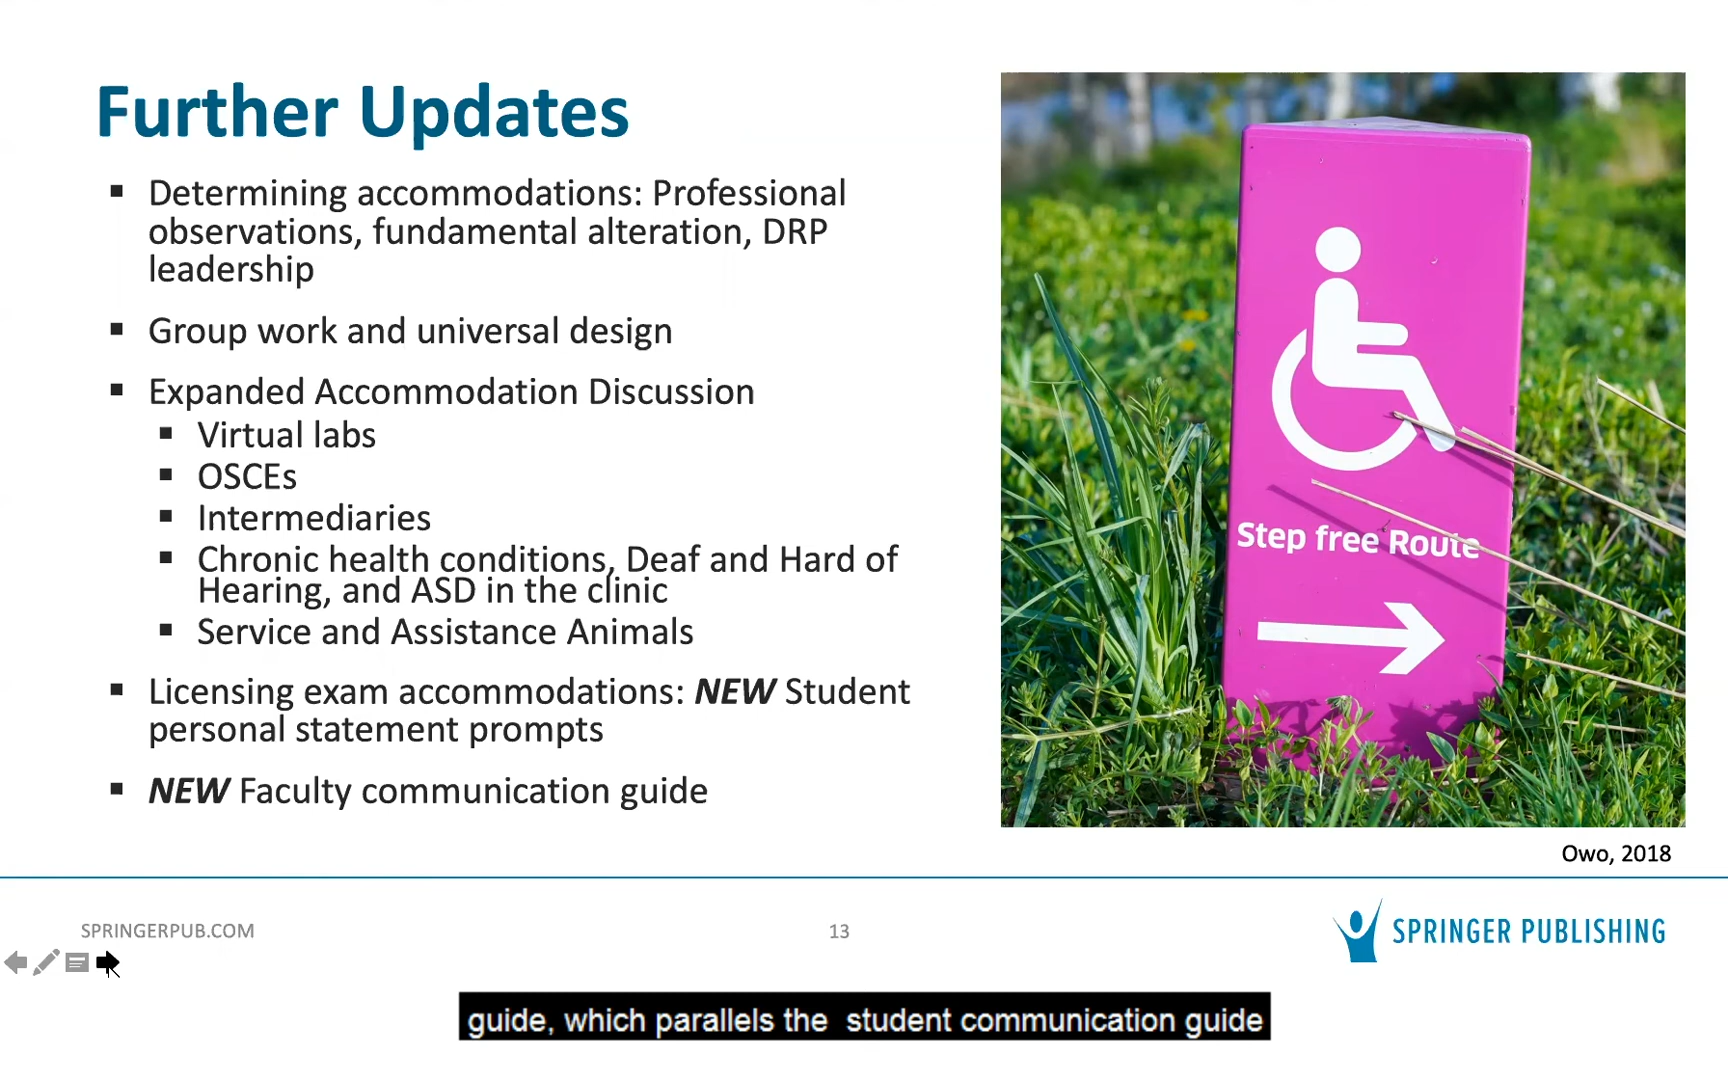 Further Updates
▪ Determining accommodations: Professional
observations, fundamental alteration, DRP
leadership
▪ Group work and universal design
▪ Expanded Accommodation Discussion
▪ Virtual labs
▪ OSCEs
▪ Intermediaries
▪ Chronic health conditions, Deaf and Hard of
Hearing, and ASD in the clinic
▪ Service and Assistance Animals
▪ Licensing exam accommodations: NEW Student
personal statement prompts
▪ NEW Faculty communication guide
Step free Route
Owo, 2018
SPRINGERPUB.COM
13
SPRINGER PUBLISHING
guide, which parallels the student communication guide